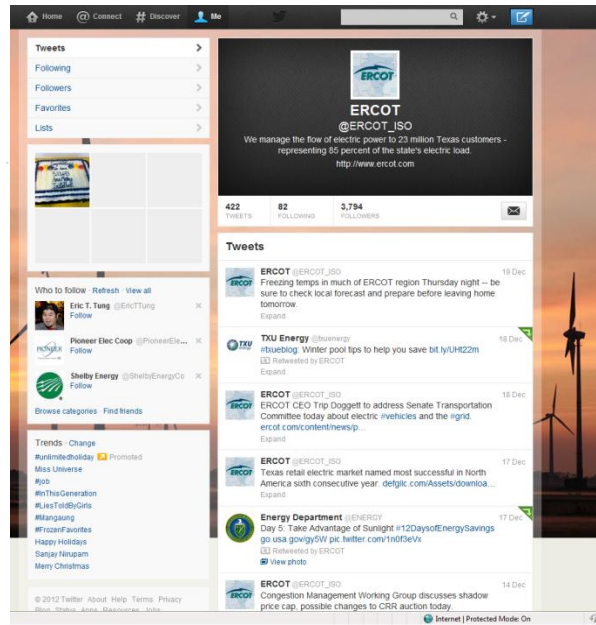 Home @ Connect # Discover Me
Tweets
Following
Followers
Favorites
Lists
ERCOT
ERCOT
@ERCOT_ISO
We manage the flow of electric power to 23 million Texas customers -
representing 85 percent of the state's electric load.
http://www.ercot.com
422
TWEETS
82
FOLLOWING
3,794
FOLLOWERS
Who to follow · Refresh · View all
Eric T. Tung @EricTTung
Follow
Pioneer Elec Coop @PioneerEle...
Follow
Shelby Energy @ShelbyEnergyCo
Follow
Browse categories · Find friends
Trends · Change
#unlimitedholiday Promoted
Miss Universe
#job
#InThisGeneration
#LiesToldByGirls
#Mangaung
#FrozenFavorites
Happy Holidays
Sanjay Nirupam
Merry Christmas
© 2012 Twitter About Help Terms Privacy
Blog Status Apps Resources Jobs
Tweets
ERCOT @ERCOT_ISO 19 Dec
Freezing temps in much of ERCOT region Thursday night -- be
sure to check local forecast and prepare before leaving home
tomorrow.
Expand
TXU Energy @txuenergy 18 Dec
#txueblog: Winter pool tips to help you save bit.ly/UHf22m
Retweeted by ERCOT
Expand
ERCOT @ERCOT_ISO 18 Dec
ERCOT CEO Trip Doggett to address Senate Transportation
Committee today about electric #vehicles and the #grid.
ercot.com/content/news/p...
Expand
ERCOT @ERCOT_ISO 17 Dec
Texas retail electric market named most successful in North
America sixth consecutive year. defgllc.com/Assets/downloa...
Expand
Energy Department @ENERGY 17 Dec
Day 5: Take Advantage of Sunlight #12DaysofEnergySavings
go.usa.gov/gy5W pic.twitter.com/1n0f3eVx
Retweeted by ERCOT
View photo
ERCOT @ERCOT_ISO 14 Dec
Congestion Management Working Group discusses shadow
price cap, possible changes to CRR auction today.
Internet | Protected Mode: On